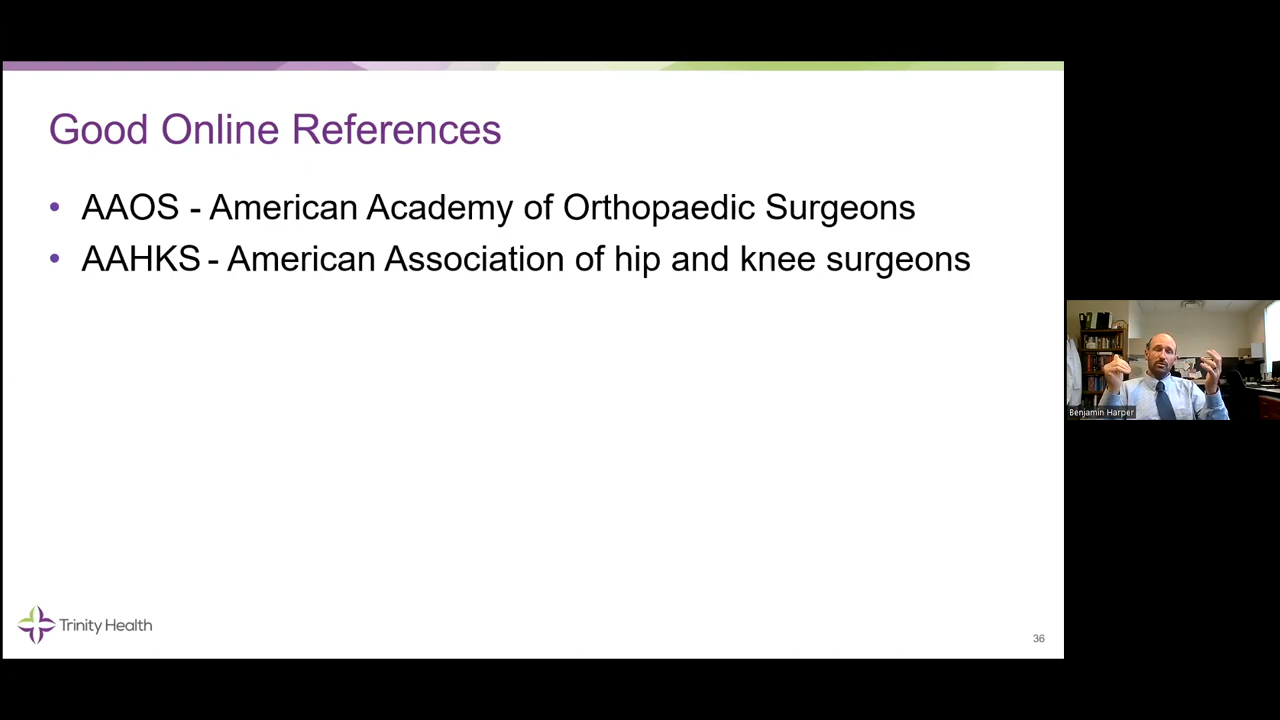 Good Online References
• AAOS - American Academy of Orthopaedic Surgeons
• AAHKS - American Association of hip and knee surgeons
Benjamin Harper
Trinity Health
36